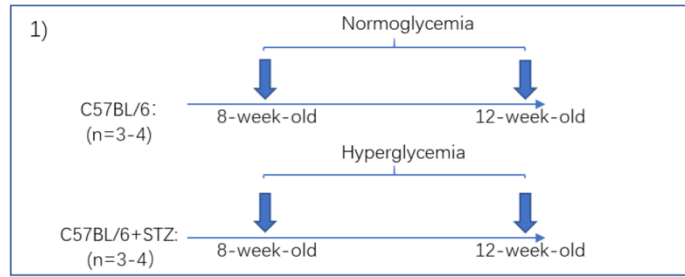 1)
Normoglycemia
C57BL/6:
(n=3-4)
8-week-old
12-week-old
Hyperglycemia
C57BL/6+STZ:
(n=3-4)
8-week-old
12-week-old